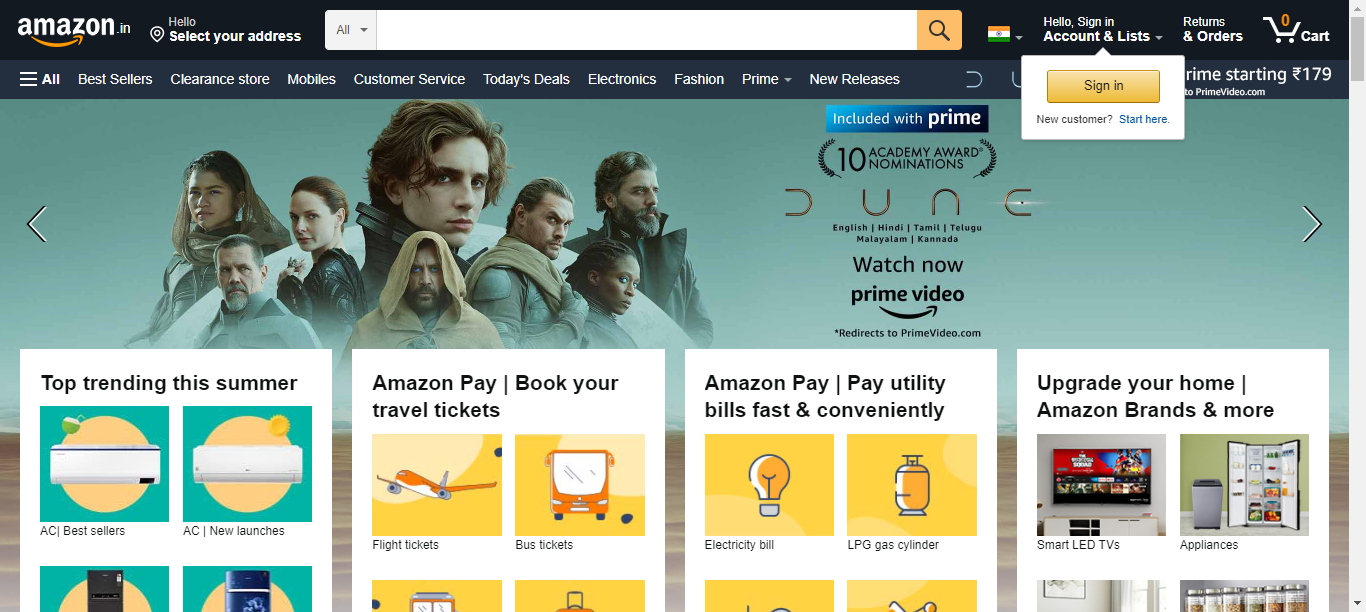 amazon.in
Hello
Select your address
All
Hello, Sign in
Account & Lists
Returns
& Orders
0
Cart
All
Best Sellers
Clearance store
Mobiles
Customer Service
Today's Deals
Electronics
Fashion
Prime
New Releases
rime starting ₹179
to PrimeVideo.com
Sign in
New customer? Start here.
Included with prime
10 ACADEMY AWARD®
NOMINATIONS
DUNE
English | Hindi | Tamil | Telugu
Malayalam | Kannada
Watch now
prime video
*Redirects to PrimeVideo.com
Top trending this summer
AC| Best sellers
AC | New launches
Amazon Pay | Book your
travel tickets
Flight tickets
Bus tickets
Amazon Pay | Pay utility
bills fast & conveniently
Electricity bill
LPG gas cylinder
Upgrade your home |
Amazon Brands & more
Smart LED TVs
Appliances